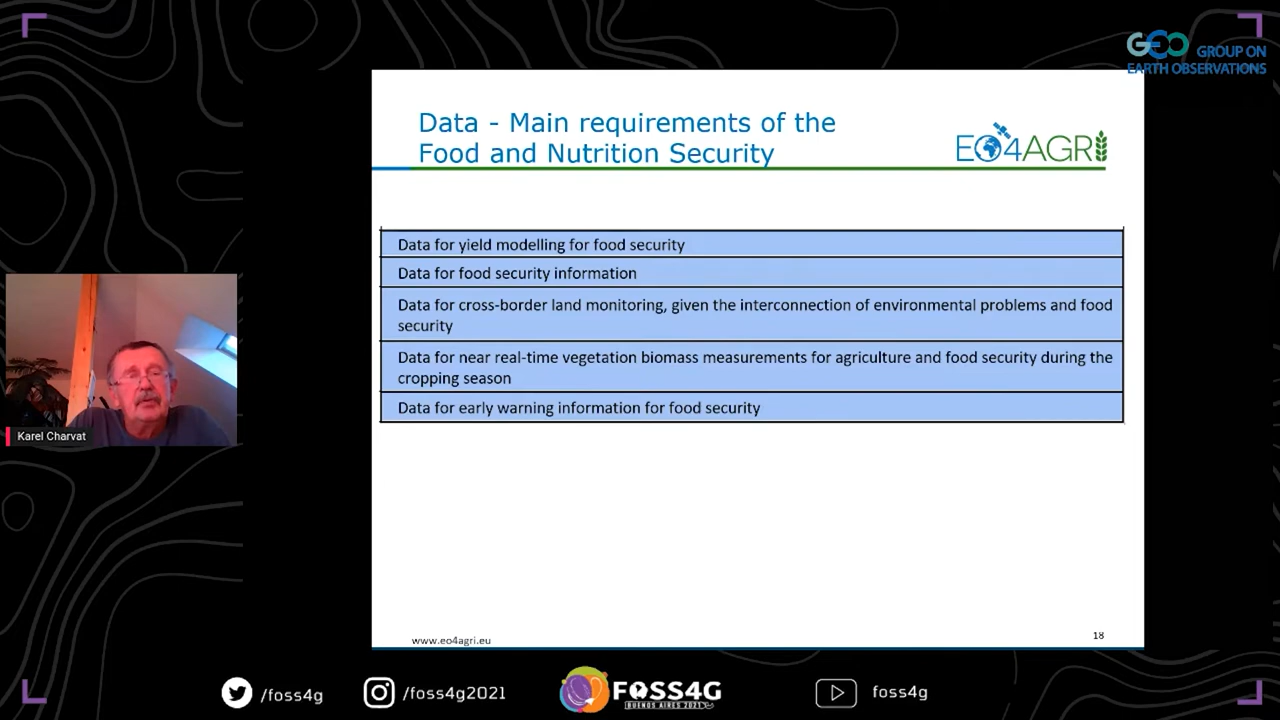 GEO GROUP ON
EARTH OBSERVATIONS
Data - Main requirements of the
Food and Nutrition Security
EO4AGRI
Data for yield modelling for food security
Data for food security information
Data for cross-border land monitoring, given the interconnection of environmental problems and food
security
Data for near real-time vegetation biomass measurements for agriculture and food security during the
cropping season
Data for early warning information for food security
Karel Charvat
www.eo4agri.eu
18
/foss4g
/foss4g2021
FOSS4G
BUENOS AIRES 2021
foss4g